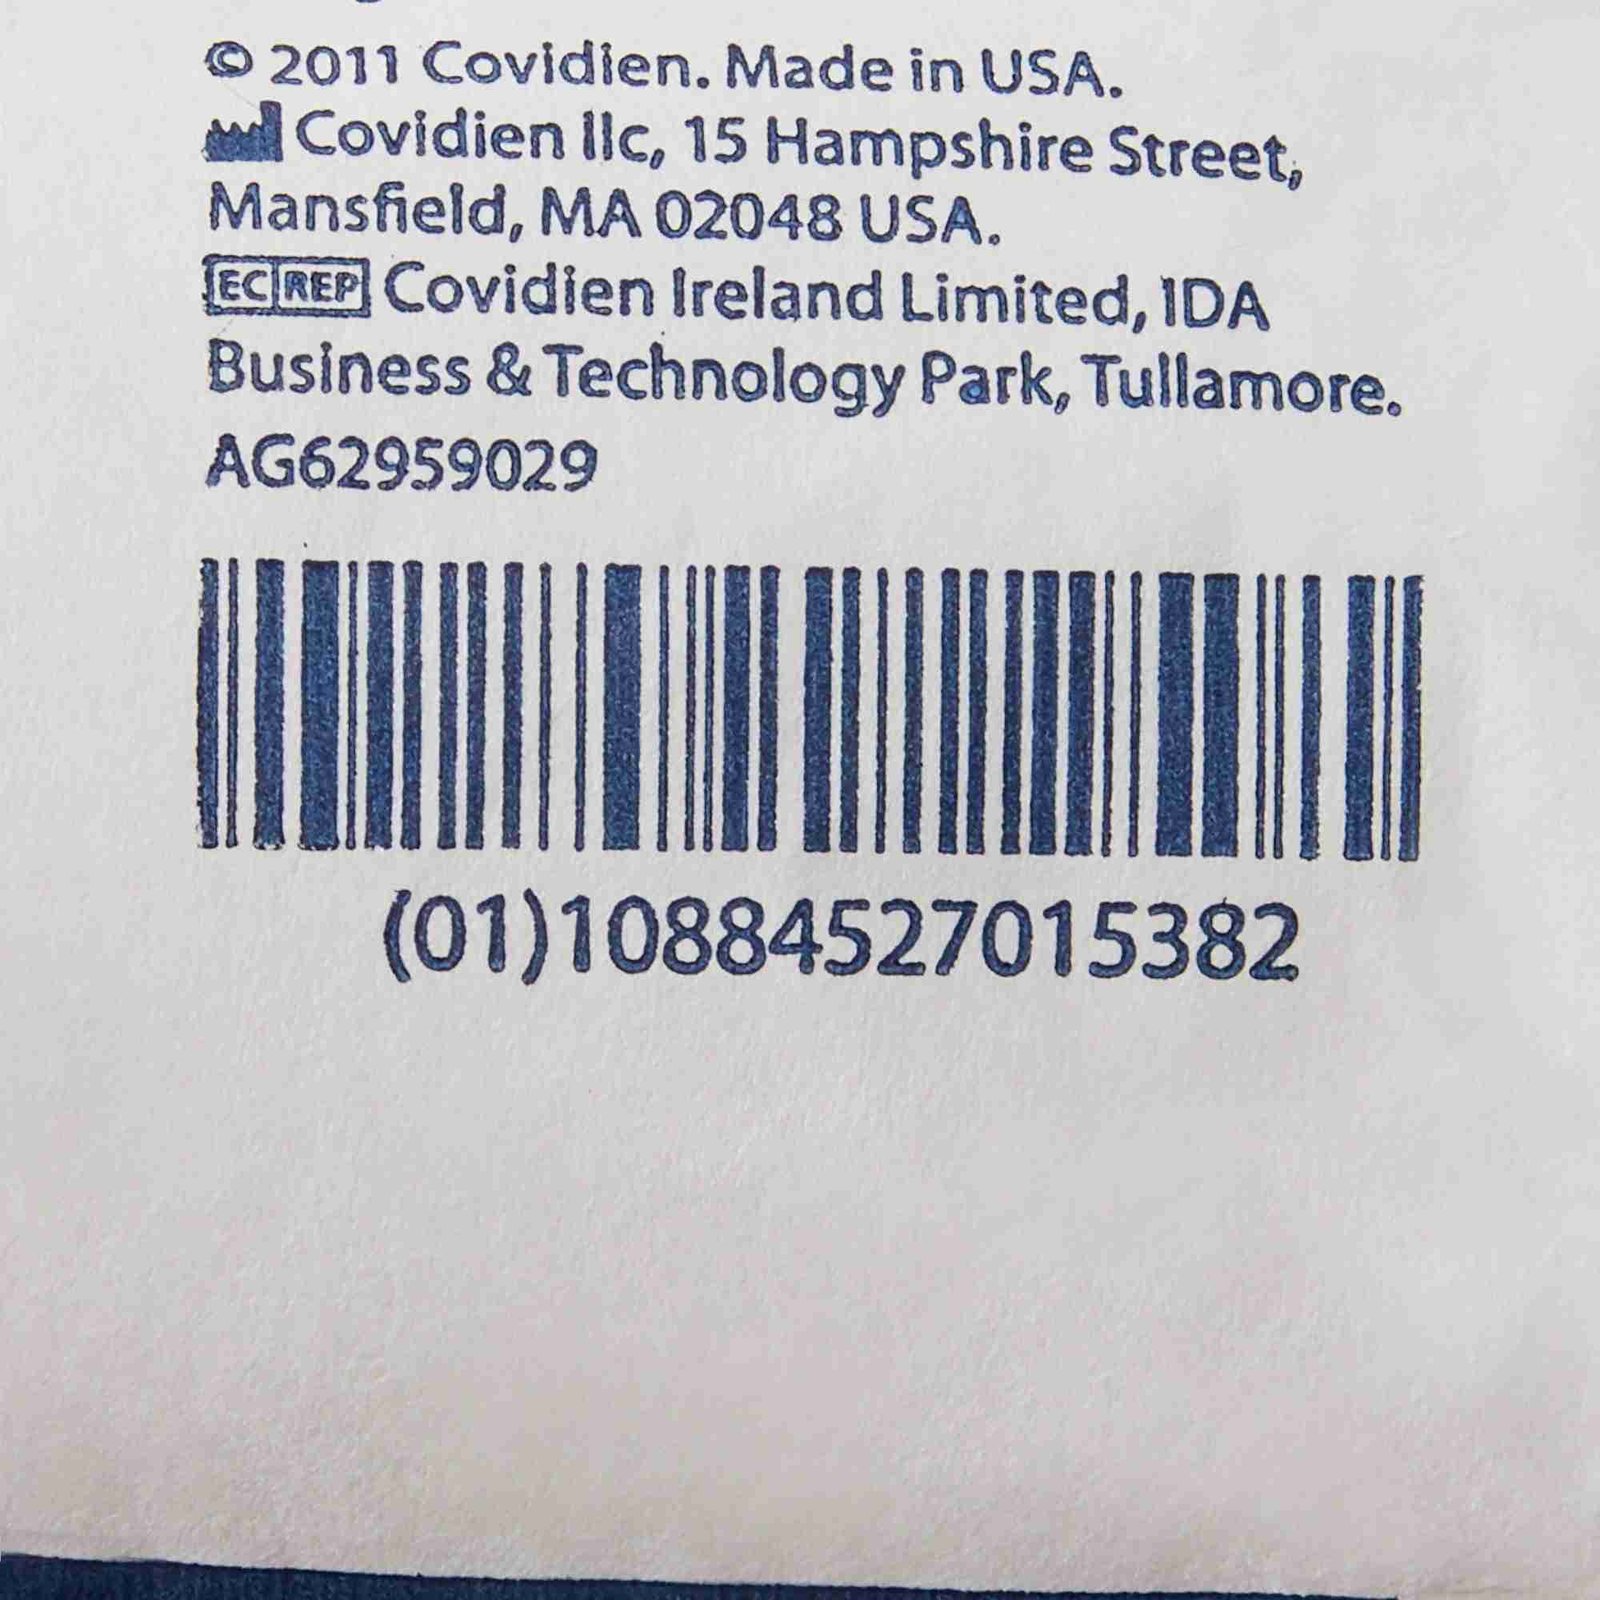 © 2011 Covidien. Made in USA.
Covidien llc, 15 Hampshire Street,
Mansfield, MA 02048 USA.
EC REP Covidien Ireland Limited, IDA
Business & Technology Park, Tullamore.
AG62959029
(01)10884527015382